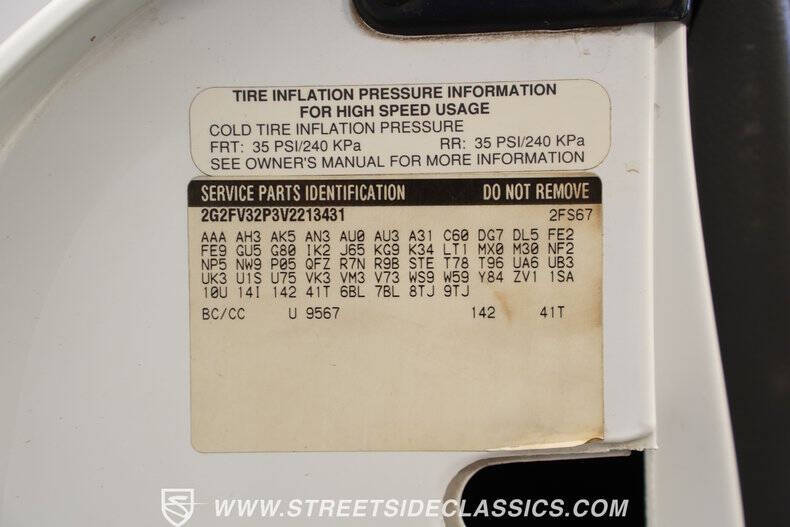 TIRE INFLATION PRESSURE INFORMATION
FOR HIGH SPEED USAGE
COLD TIRE INFLATION PRESSURE
FRT: 35 PSI/240 KPa RR: 35 PSI/240 KPa
SEE OWNER'S MANUAL FOR MORE INFORMATION
SERVICE PARTS IDENTIFICATION DO NOT REMOVE
2G2FV32P3V2213431 2FS67
AAA AH3 AK5 AN3 AU0 AU3 A31 C60 DG7 DL5 FE2
FE9 GU5 G80 IK2 J65 KG9 K34 LT1 MX0 M30 NF2
NP5 NW9 P05 QFZ R7N R9B STE T78 T96 UA6 UB3
UK3 U1S U75 VK3 VM3 V73 WS9 W59 Y84 ZV1 1SA
10U 14I 142 41T 6BL 7BL 8TJ 9TJ
BC/CC U 9567 142 41T
WWW.STREETSIDECLASSICS.COM